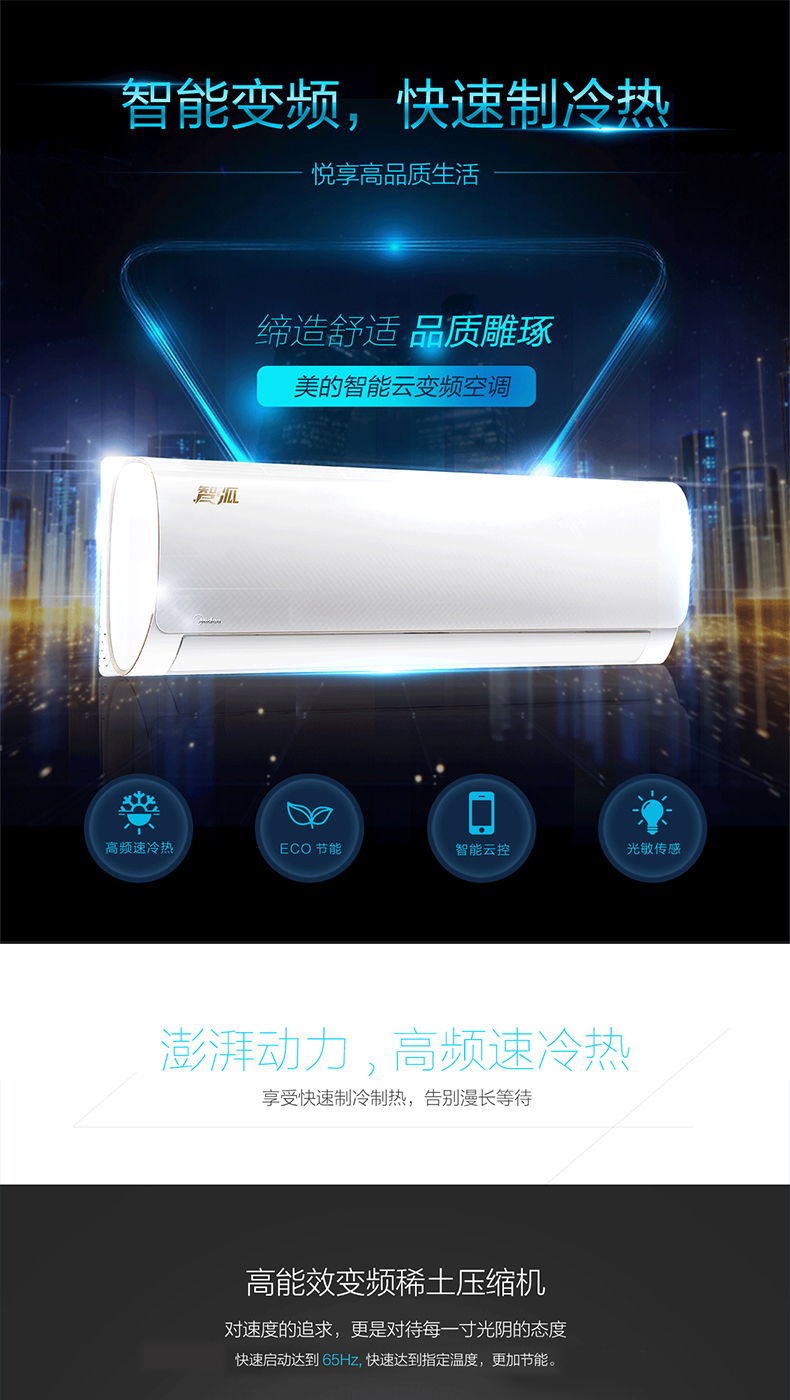 智能变频，快速制冷热
悦享高品质生活
缔造舒适 品质雕琢
美的智能云变频空调
智弧
Midea
高频速冷热
ECO 节能
智能云控
光敏传感
澎湃动力，高频速冷热
享受快速制冷制热，告别漫长等待
高能效变频稀土压缩机
对速度的追求，更是对待每一寸光阴的态度
快速启动达到 65Hz, 快速达到指定温度，更加节能。